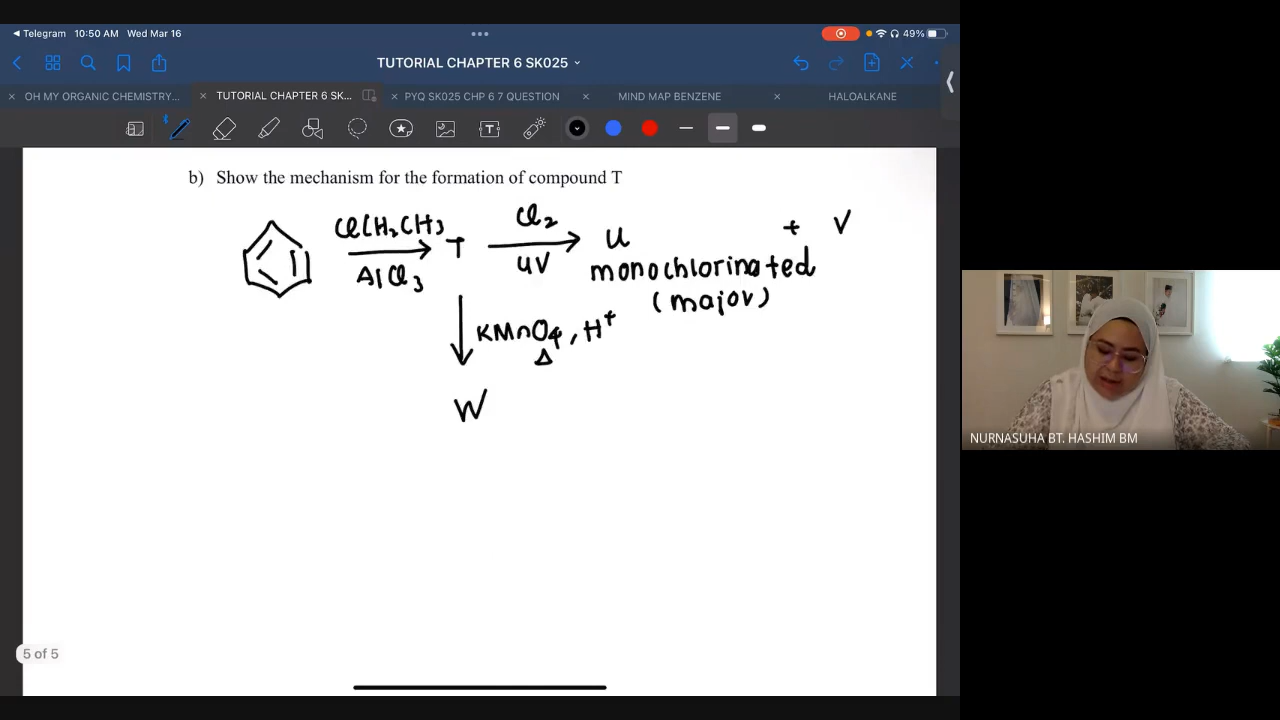 Telegram 10:50 AM Wed Mar 16
49%
TUTORIAL CHAPTER 6 SK025
OH MY ORGANIC CHEMISTRY...
TUTORIAL CHAPTER 6 SK...
PYQ SK025 CHP 6 7 QUESTION
MIND MAP BENZENE
HALOALKANE
b) Show the mechanism for the formation of compound T
ClCH₂CH₃ Cl₂
T U + V
AlCl₃ UV monochlorinated
(major)
KMnO₄, H⁺
Δ
W
5 of 5
NURNASUHA BT. HASHIM BM